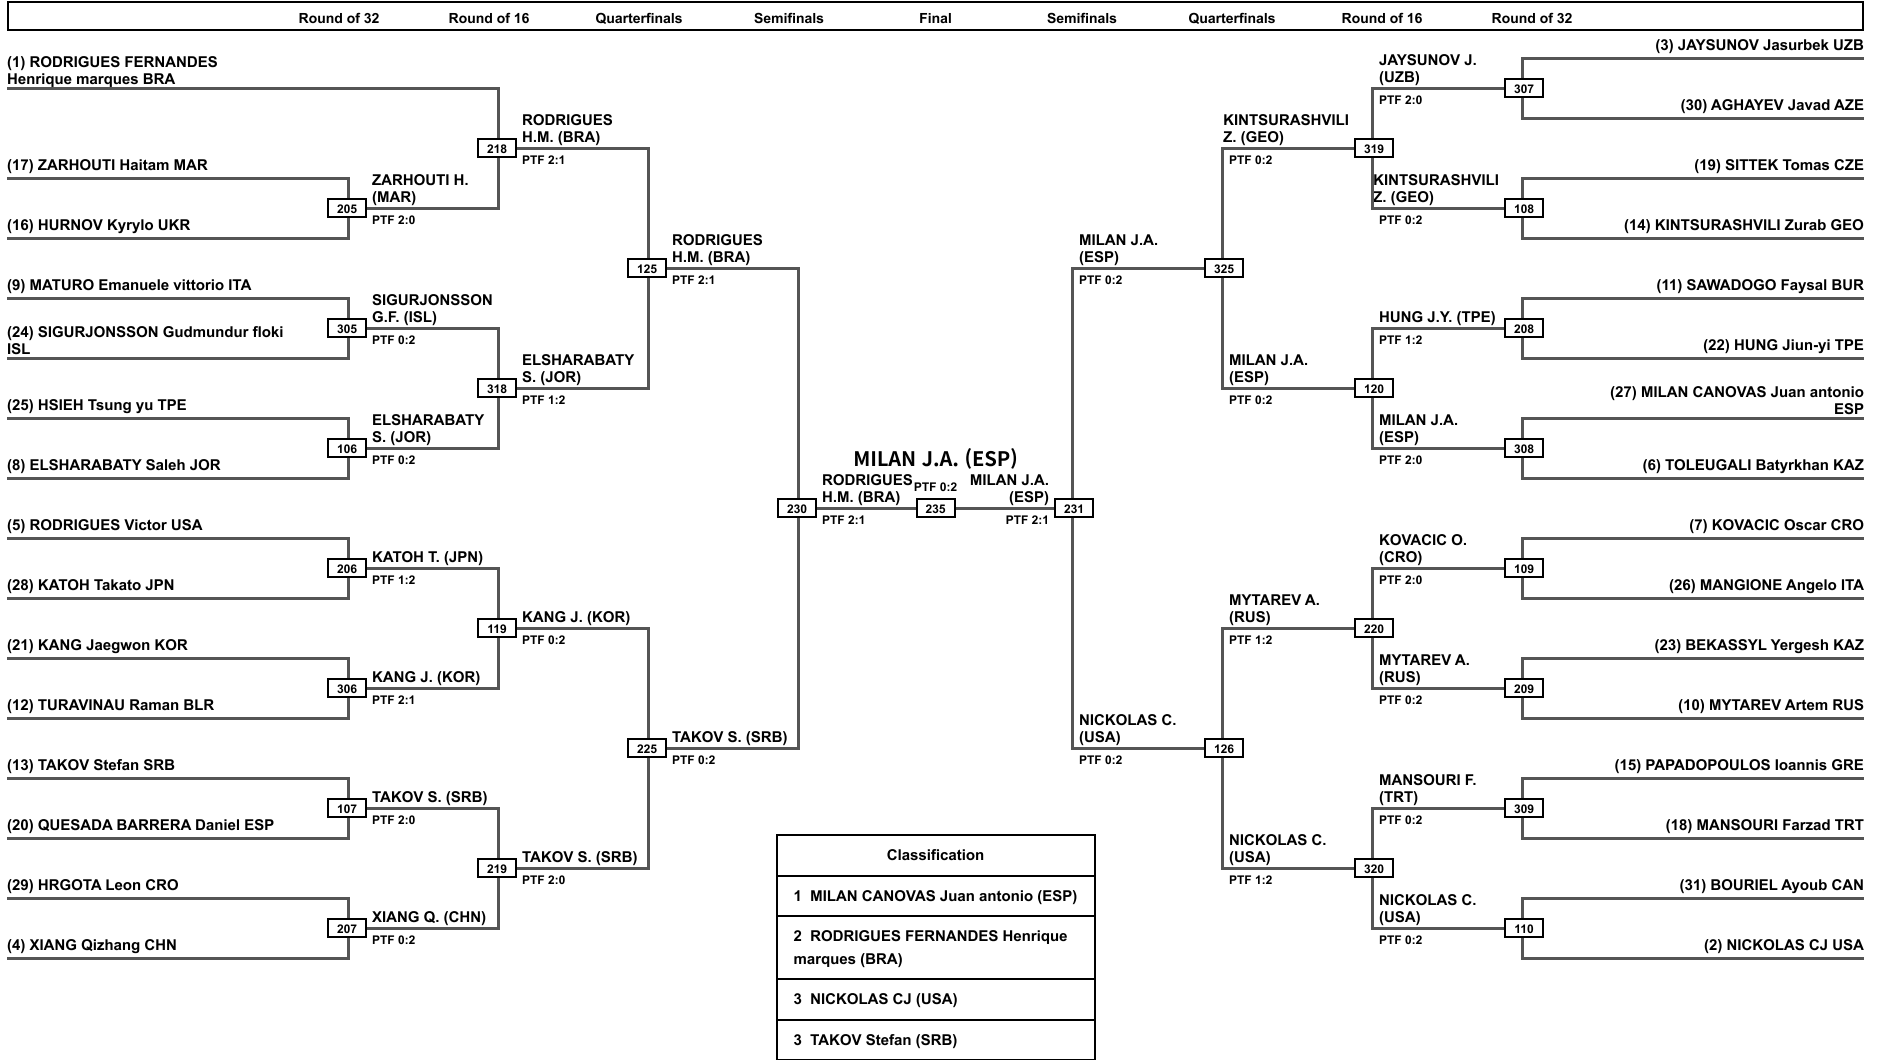 Round of 32 Round of 16 Quarterfinals Semifinals Final Semifinals Quarterfinals Round of 16 Round of 32
(1) RODRIGUES FERNANDES
Henrique marques BRA
(17) ZARHOUTI Haitam MAR
(16) HURNOV Kyrylo UKR
(9) MATURO Emanuele vittorio ITA
(24) SIGURJONSSON Gudmundur floki
ISL
(25) HSIEH Tsung yu TPE
(8) ELSHARABATY Saleh JOR
(5) RODRIGUES Victor USA
(28) KATOH Takato JPN
(21) KANG Jaegwon KOR
(12) TURAVINAU Raman BLR
(13) TAKOV Stefan SRB
(20) QUESADA BARRERA Daniel ESP
(29) HRGOTA Leon CRO
(4) XIANG Qizhang CHN
205
ZARHOUTI H.
(MAR)
PTF 2:0
305
SIGURJONSSON
G.F. (ISL)
PTF 0:2
106
ELSHARABATY
S. (JOR)
PTF 0:2
206
KATOH T. (JPN)
PTF 1:2
306
KANG J. (KOR)
PTF 2:1
107
TAKOV S. (SRB)
PTF 2:0
207
XIANG Q. (CHN)
PTF 0:2
218
RODRIGUES
H.M. (BRA)
PTF 2:1
318
ELSHARABATY
S. (JOR)
PTF 1:2
119
KANG J. (KOR)
PTF 0:2
219
TAKOV S. (SRB)
PTF 2:0
125
RODRIGUES
H.M. (BRA)
PTF 2:1
225
TAKOV S. (SRB)
PTF 0:2
230
RODRIGUES
H.M. (BRA)
PTF 2:1
MILAN J.A. (ESP)
PTF 0:2
235
MILAN J.A.
(ESP)
PTF 2:1
231
MILAN J.A.
(ESP)
PTF 0:2
325
NICKOLAS C.
(USA)
PTF 0:2
126
KINTSURASHVILI
Z. (GEO)
PTF 0:2
319
MILAN J.A.
(ESP)
PTF 0:2
120
MYTAREV A.
(RUS)
PTF 1:2
220
NICKOLAS C.
(USA)
PTF 1:2
320
JAYSUNOV J.
(UZB)
PTF 2:0
307
KINTSURASHVILI
Z. (GEO)
PTF 0:2
108
HUNG J.Y. (TPE)
PTF 1:2
208
MILAN J.A.
(ESP)
PTF 2:0
308
KOVACIC O.
(CRO)
PTF 2:0
109
MYTAREV A.
(RUS)
PTF 0:2
209
MANSOURI F.
(TRT)
PTF 0:2
309
NICKOLAS C.
(USA)
PTF 0:2
110
(3) JAYSUNOV Jasurbek UZB
(30) AGHAYEV Javad AZE
(19) SITTEK Tomas CZE
(14) KINTSURASHVILI Zurab GEO
(11) SAWADOGO Faysal BUR
(22) HUNG Jiun-yi TPE
(27) MILAN CANOVAS Juan antonio
ESP
(6) TOLEUGALI Batyrkhan KAZ
(7) KOVACIC Oscar CRO
(26) MANGIONE Angelo ITA
(23) BEKASSYL Yergesh KAZ
(10) MYTAREV Artem RUS
(15) PAPADOPOULOS Ioannis GRE
(18) MANSOURI Farzad TRT
(31) BOURIEL Ayoub CAN
(2) NICKOLAS CJ USA
Classification
1 MILAN CANOVAS Juan antonio (ESP)
2 RODRIGUES FERNANDES Henrique
marques (BRA)
3 NICKOLAS CJ (USA)
3 TAKOV Stefan (SRB)